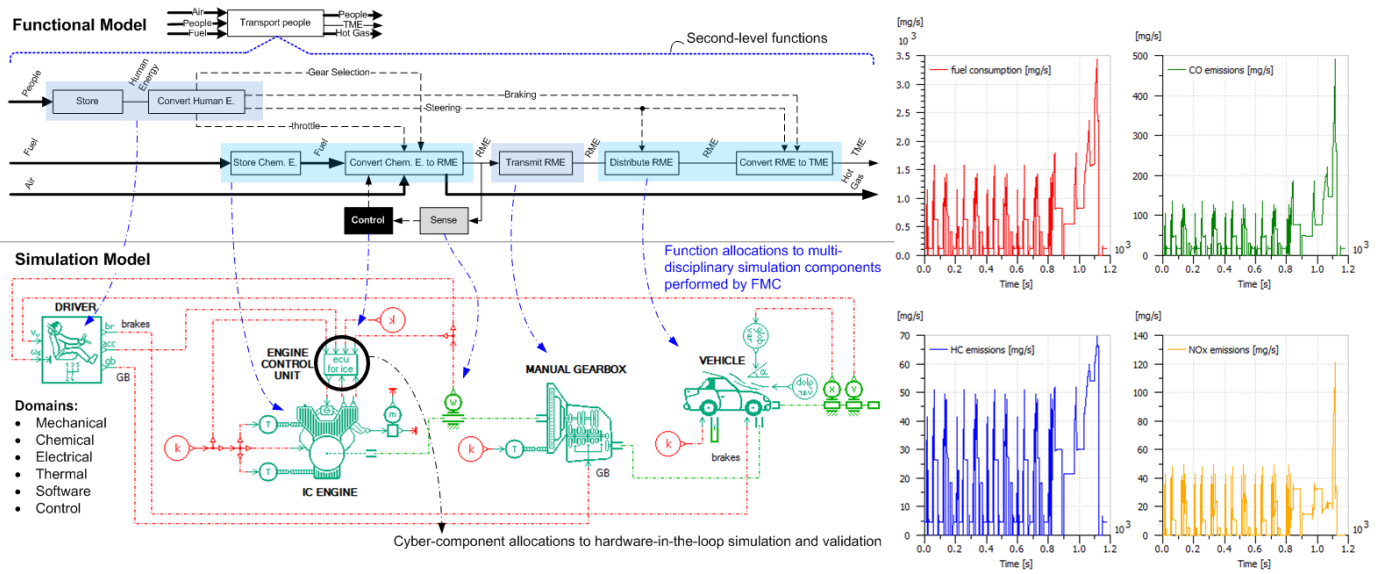 Functional Model
Air
People
Fuel
Transport people
People
TME
Hot Gas
Second-level functions
People
Store
Human
Energy
Convert Human E.
Gear Selection
Braking
Steering
throttle
Fuel
Store Chem. E.
Fuel
Convert Chem. E. to RME
RME
Transmit RME
RME
Distribute RME
RME
Convert RME to TME
TME
Air
Hot
Gas
Control
Sense
Simulation Model
Function allocations to multi-
disciplinary simulation components
performed by FMC
DRIVER
br
brakes
acc
gb
GB
k
ENGINE
CONTROL
UNIT
ecu
for ice
W
m
T
k
T
IC ENGINE
MANUAL GEARBOX
k
T
GB
VEHICLE
glob
var
α
X
V
k
brakes
Domains:
• Mechanical
• Chemical
• Electrical
• Thermal
• Software
• Control
Cyber-component allocations to hardware-in-the-loop simulation and validation
[mg/s]
10³
fuel consumption [mg/s]
3.5
3.0
2.5
2.0
1.5
1.0
0.5
0.0
10³
0.0 0.2 0.4 0.6 0.8 1.0 1.2
Time [s]
[mg/s]
CO emissions [mg/s]
500
400
300
200
100
0
10³
0.0 0.2 0.4 0.6 0.8 1.0 1.2
Time [s]
[mg/s]
HC emissions [mg/s]
70
60
50
40
30
20
10
0
10³
0.0 0.2 0.4 0.6 0.8 1.0 1.2
Time [s]
[mg/s]
NOx emissions [mg/s]
140
120
100
80
60
40
20
0
10³
0.0 0.2 0.4 0.6 0.8 1.0 1.2
Time [s]